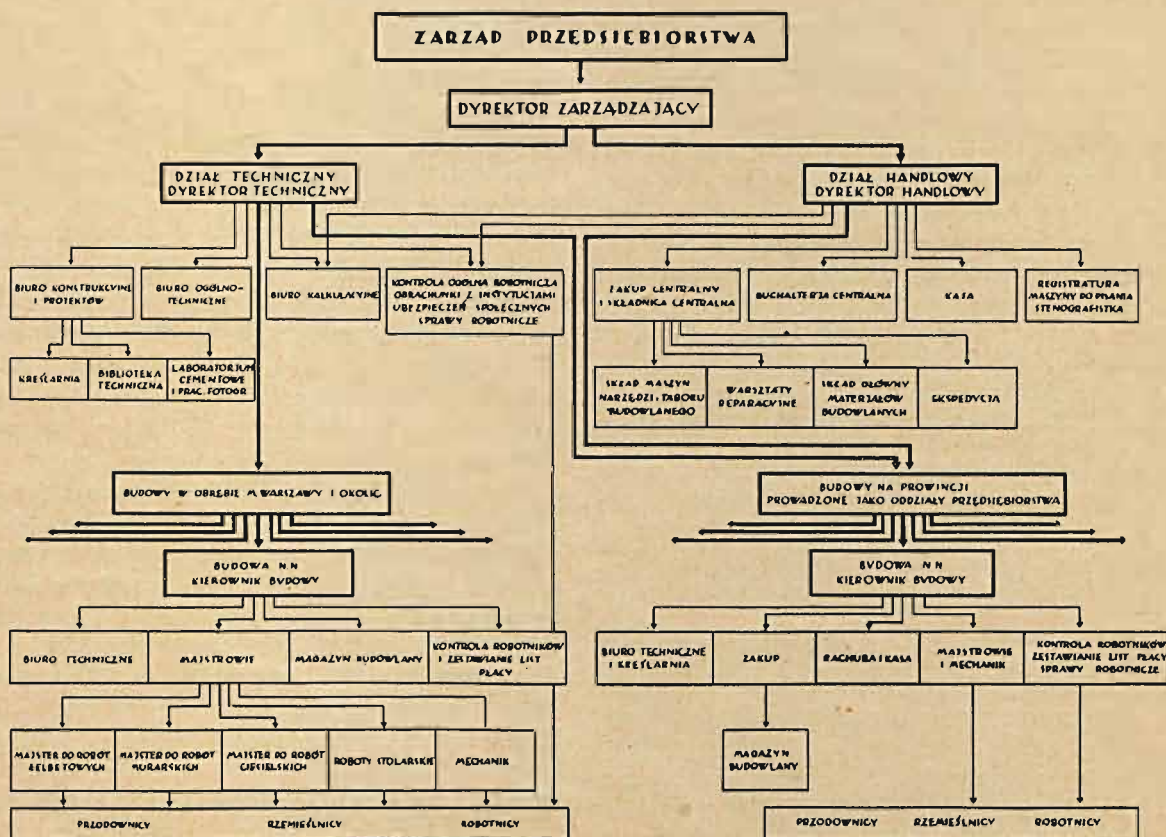 ZARZĄD PRZEDSIĘBIORSTWA
DYREKTOR ZARZĄDZAJĄCY
DZIAŁ TECHNICZNY
DYREKTOR TECHNICZNY
DZIAŁ HANDLOWY
DYREKTOR HANDLOWY
BIURO KONSTRUKCYJNE
I PROJEKTÓW
BIURO OGÓLNO-
TECHNICZNE
BIURO KALKULACYJNE
KONTROLA OGÓLNA ROBOTNICZA
OBRACHUNKI Z INSTYTUCJAMI
UBEZPIECZEŃ SPOŁECZNYCH
SPRAWY ROBOTNICZE
ZAKUP CENTRALNY
I SKŁADNICA CENTRALNA
BUCHALTERJA CENTRALNA
KASA
REGISTRATURA
MASZYNY DO PISANIA
STENOGRAFISTKA
KREŚLARNIA
BIBLIOTEKA
TECHNICZNA
LABORATORIUM
CEMENTOWE
I PRAC. FOTOGR.
SKŁAD MASZYN
NARZĘDZI I TABORU
BUDOWLANEGO
WARSZTATY
REPARACYJNE
SKŁAD GŁÓWNY
MATERJAŁÓW
BUDOWLANYCH
EKSPEDYCJA
BUDOWY W OBRĘBIE M. WARSZAWY I OKOLIC
BUDOWY NA PROWINCJI
PROWADZONE JAKO ODDZIAŁY PRZEDSIĘBIORSTWA
BUDOWA N.N
KIEROWNIK BUDOWY
BUDOWA N.N
KIEROWNIK BUDOWY
BIURO TECHNICZNE
MAJSTROWIE
MAGAZYN BUDOWLANY
KONTROLA ROBOTNIKÓW
I ZESTAWIANIE LIST
PŁACY
BIURO TECHNICZNE
I KREŚLARNIA
ZAKUP
RACHUBA I KASA
MAJSTROWIE
I MECHANIK
KONTROLA ROBOTNIKÓW
ZESTAWIANIE LIST PŁACY
SPRAWY ROBOTNICZE
MAJSTER DO ROBÓT
ŻELBETOWYCH
MAJSTER DO ROBÓT
MURARSKICH
MAJSTER DO ROBÓT
CIESIELSKICH
ROBOTY STOLARSKIE
MECHANIK
MAGAZYN
BUDOWLANY
PRZODOWNICY RZEMIEŚLNICY ROBOTNICY
PRZODOWNICY RZEMIEŚLNICY ROBOTNICY